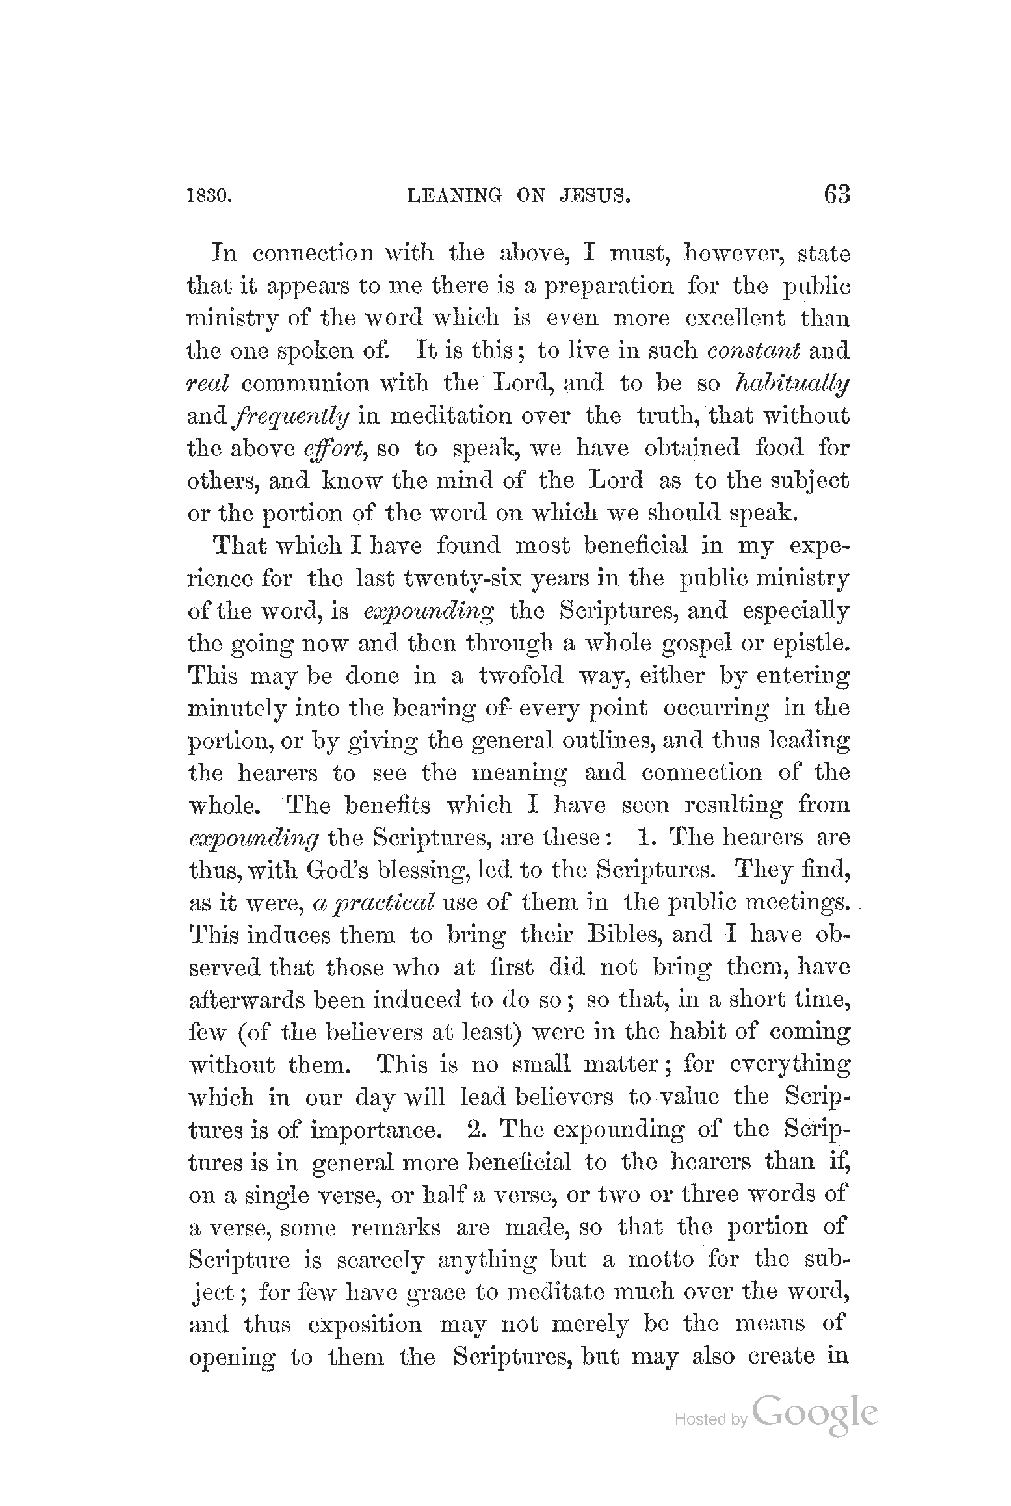 1830. LEANING ON JESUS. 63
In connection with the above, I must, however, state
that it appears to me there is a preparation for the public
ministry of the word which is even more excellent than
the one spoken of. It is this; to live in such constant and
real communion with the Lord, and to be so habitually
and frequently in meditation over the truth, that without
the above effort, so to speak, we have obtained food for
others, and know the mind of the Lord as to the subject
or the portion of the word on which we should speak.
That which I have found most beneficial in my expe-
rience for the last twenty-six years in the public ministry
of the word, is expounding the Scriptures, and especially
the going now and then through a whole gospel or epistle.
This may be done in a twofold way, either by entering
minutely into the bearing of every point occurring in the
portion, or by giving the general outlines, and thus leading
the hearers to see the meaning and connection of the
whole. The benefits which I have seen resulting from
expounding the Scriptures, are these: 1. The hearers are
thus, with God's blessing, led to the Scriptures. They find,
as it were, a practical use of them in the public meetings.
This induces them to bring their Bibles, and I have ob-
served that those who at first did not bring them, have
afterwards been induced to do so; so that, in a short time,
few (of the believers at least) were in the habit of coming
without them. This is no small matter; for everything
which in our day will lead believers to value the Scrip-
tures is of importance. 2. The expounding of the Scrip-
tures is in general more beneficial to the hearers than if,
on a single verse, or half a verse, or two or three words of
a verse, some remarks are made, so that the portion of
Scripture is scarcely anything but a motto for the sub-
ject; for few have grace to meditate much over the word,
and thus exposition may not merely be the means of
opening to them the Scriptures, but may also create in
Hosted by Google